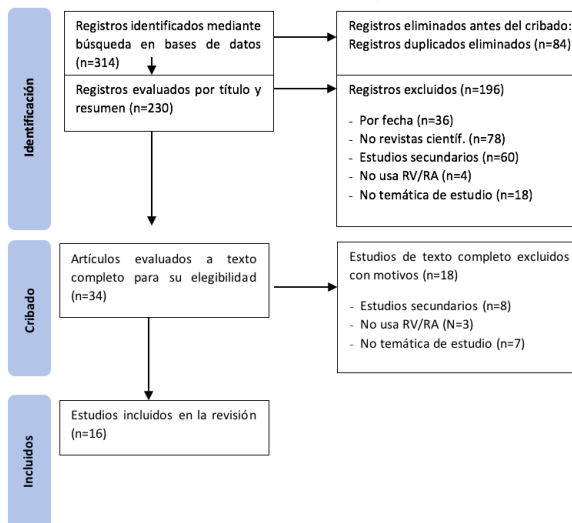 Identificación
Registros identificados mediante
búsqueda en bases de datos
(n=314)
Registros eliminados antes del cribado:
Registros duplicados eliminados (n=84)
Registros evaluados por título y
resumen (n=230)
Registros excluidos (n=196)
- Por fecha (n=36)
- No revistas científ. (n=78)
- Estudios secundarios (n=60)
- No usa RV/RA (n=4)
- No temática de estudio (n=18)
Cribado
Artículos evaluados a texto
completo para su elegibilidad
(n=34)
Estudios de texto completo excluidos
con motivos (n=18)
- Estudios secundarios (n=8)
- No usa RV/RA (N=3)
- No temática de estudio (n=7)
Incluidos
Estudios incluidos en la revisión
(n=16)